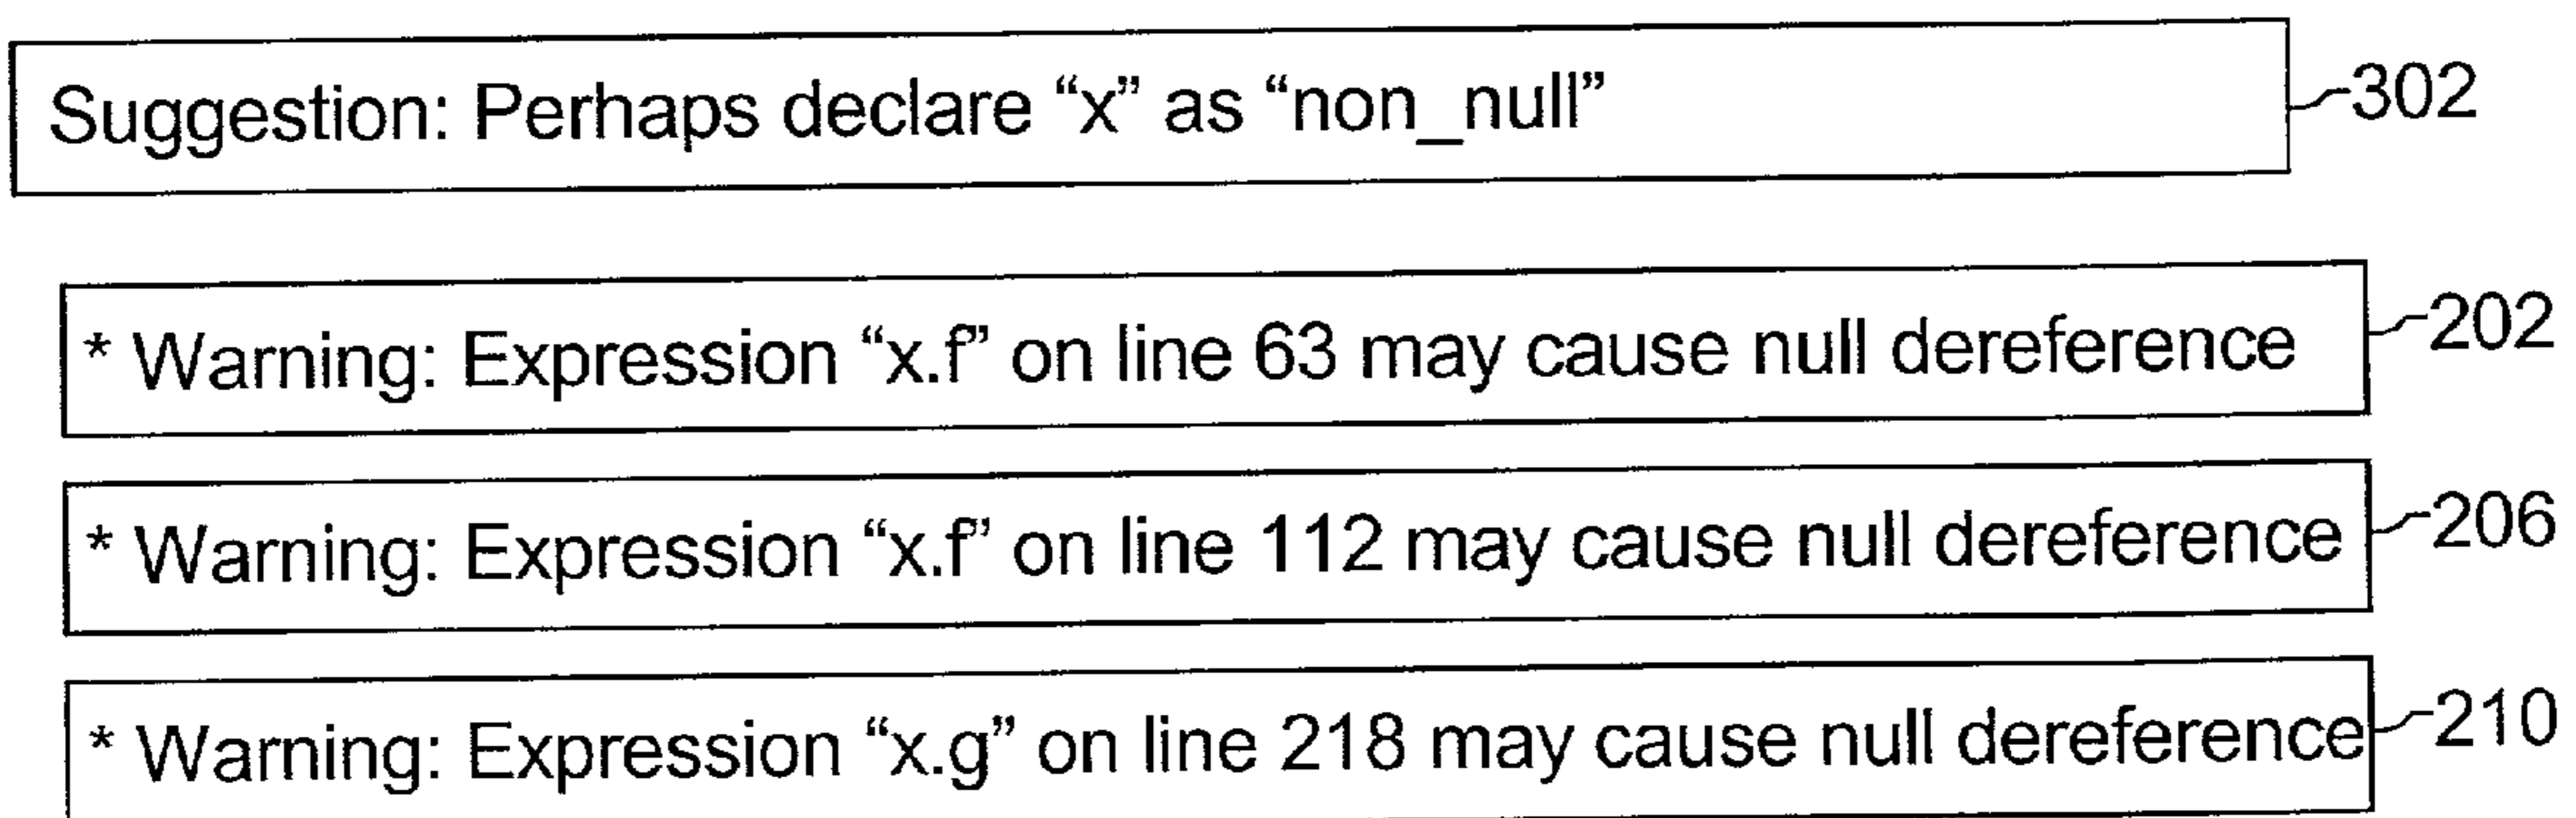 Suggestion: Perhaps declare “x” as “non_null” 302
* Warning: Expression “x.f” on line 63 may cause null dereference 202
* Warning: Expression “x.f” on line 112 may cause null dereference 206
* Warning: Expression “x.g” on line 218 may cause null dereference 210